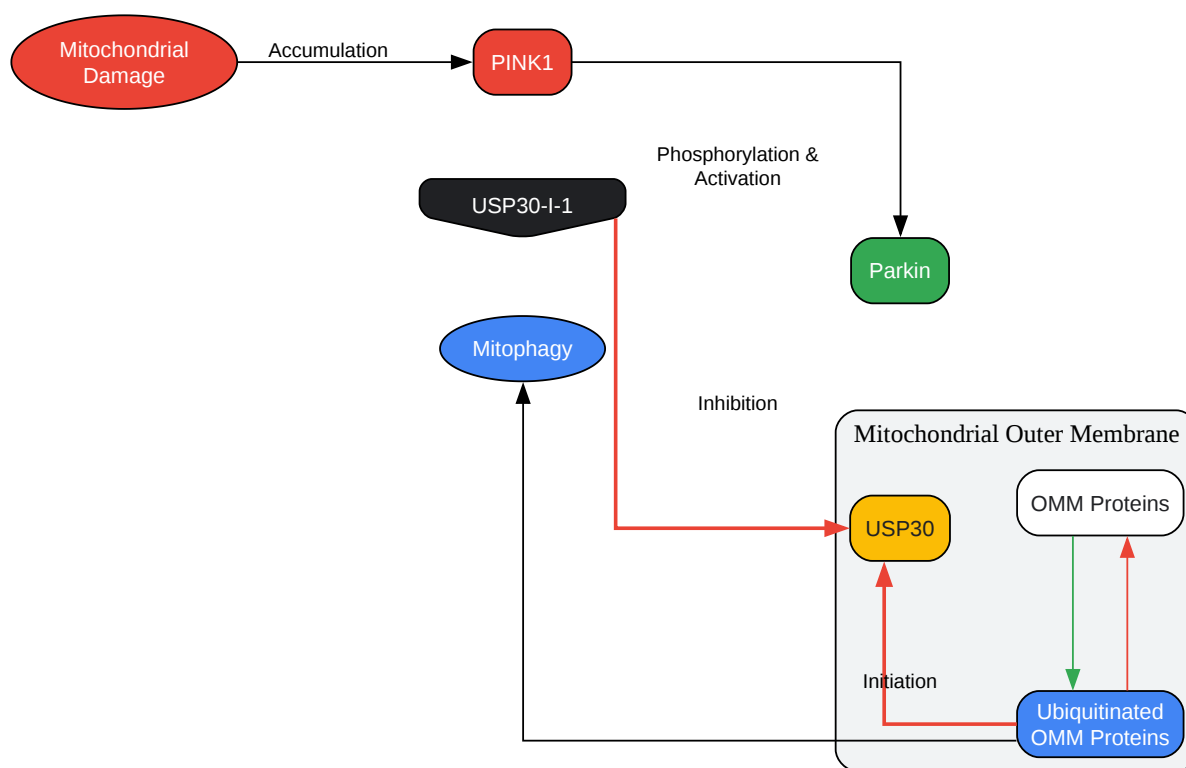 Mitochondrial
Damage
Accumulation
PINK1
Phosphorylation &
Activation
USP30-I-1
Parkin
Mitophagy
Inhibition
Mitochondrial Outer Membrane
OMM Proteins
USP30
Initiation
Ubiquitinated
OMM Proteins